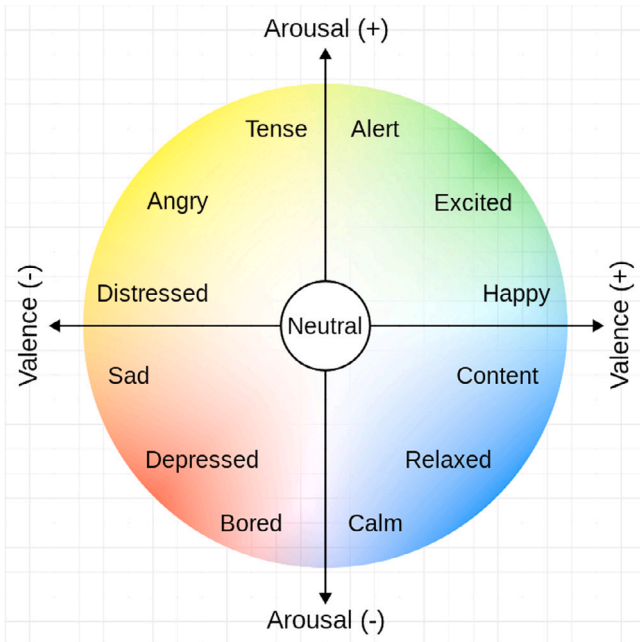 Arousal (+)
Tense
Alert
Angry
Excited
Distressed
Happy
Valence (-)
Neutral
Valence (+)
Sad
Content
Depressed
Relaxed
Bored
Calm
Arousal (-)